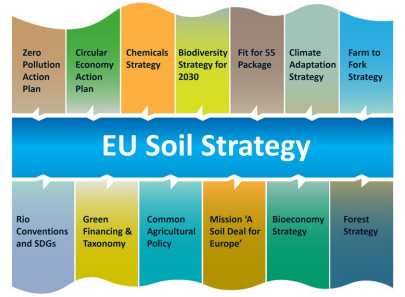 Zero
Pollution
Action
Plan
Circular
Economy
Action
Plan
Chemicals
Strategy
Biodiversity
Strategy for
2030
Fit for 55
Package
Climate
Adaptation
Strategy
Farm to
Fork
Strategy
EU Soil Strategy
Rio
Conventions
and SDGs
Green
Financing &
Taxonomy
Common
Agricultural
Policy
Mission ‘A
Soil Deal for
Europe’
Bioeconomy
Strategy
Forest
Strategy